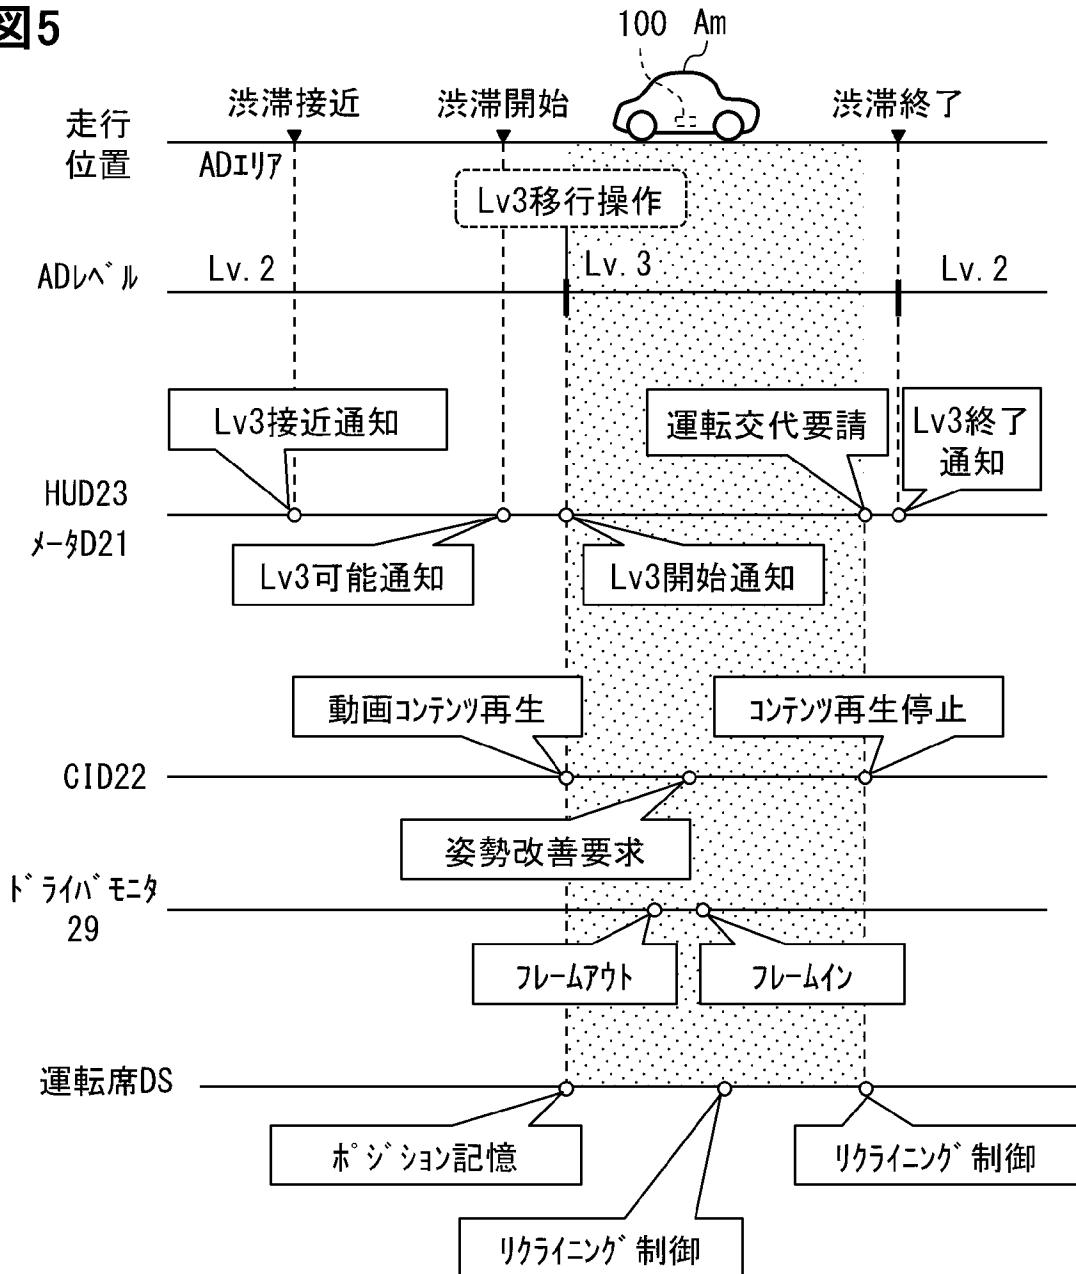 図5
100 Am
渋滞接近
渋滞開始
渋滞終了
走行
位置
ADエリア
Lv3移行操作
ADレベル
Lv.2
Lv.3
Lv.2
Lv3接近通知
運転交代要請
Lv3終了
通知
HUD23
メータD21
Lv3可能通知
Lv3開始通知
動画コンテンツ再生
コンテンツ再生停止
CID22
姿勢改善要求
ドライバモニタ
29
フレームアウト
フレームイン
運転席DS
ポジション記憶
リクライニング制御
リクライニング制御